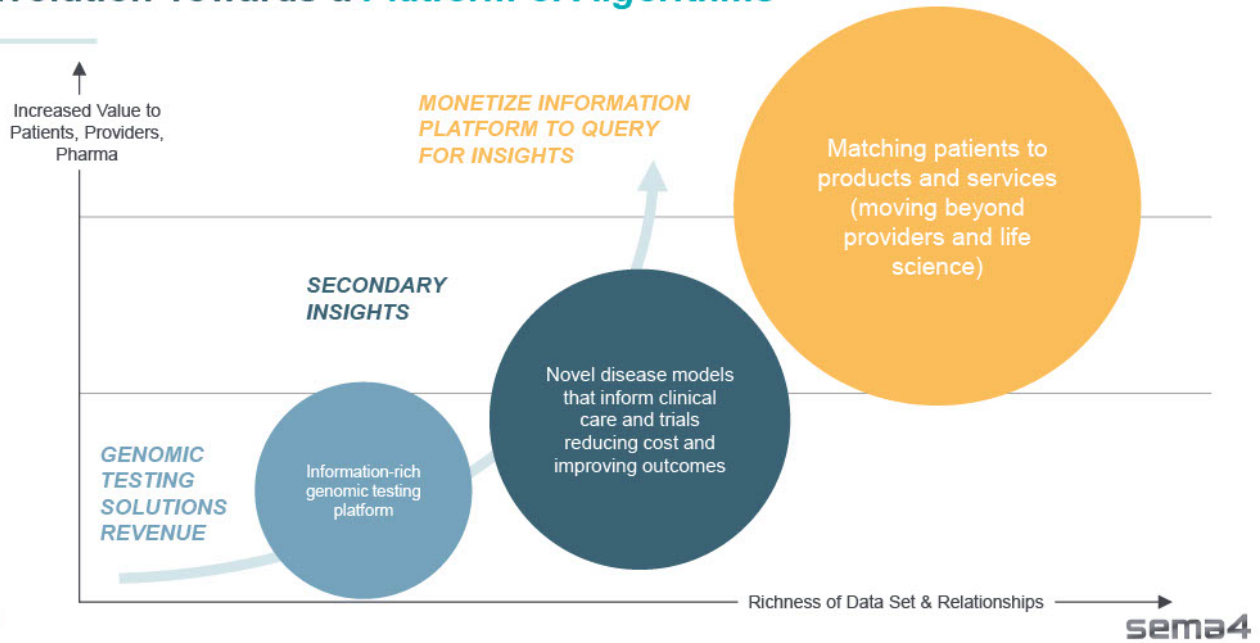 Increased Value to
Patients, Providers,
Pharma
MONETIZE INFORMATION
PLATFORM TO QUERY
FOR INSIGHTS
Matching patients to
products and services
(moving beyond
providers and life
science)
SECONDARY
INSIGHTS
Novel disease models
that inform clinical
care and trials
reducing cost and
improving outcomes
GENOMIC
TESTING
SOLUTIONS
REVENUE
Information-rich
genomic testing
platform
Richness of Data Set & Relationships
sema4